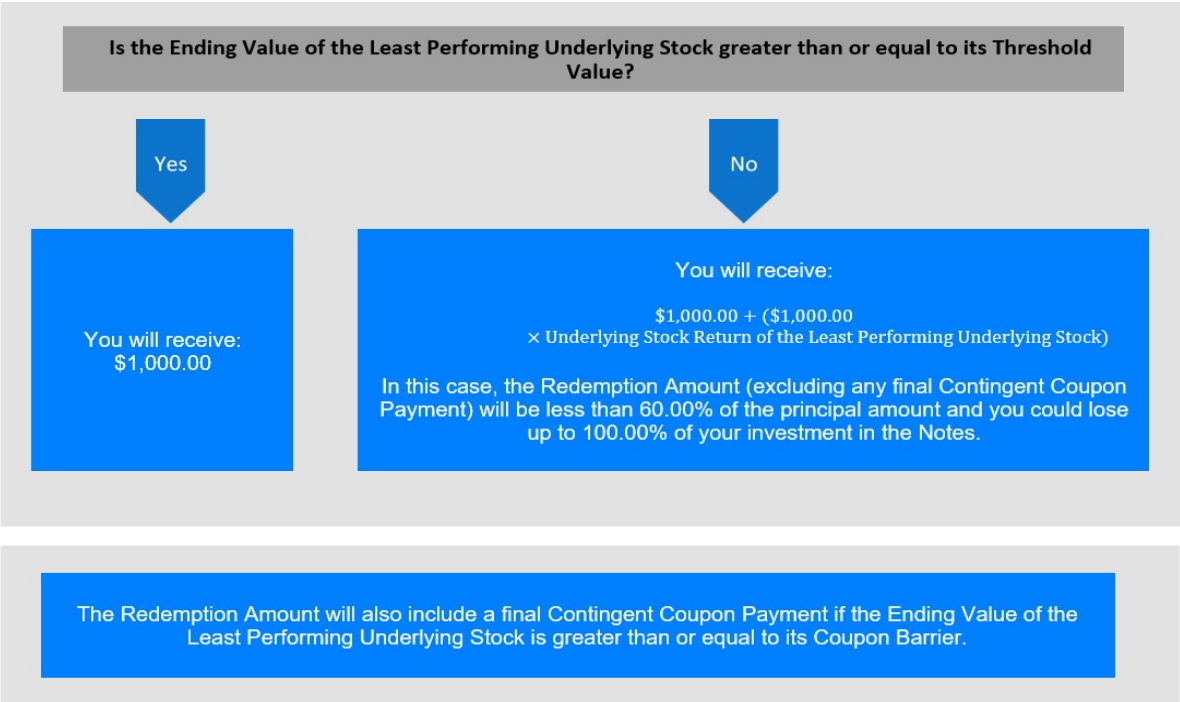 Is the Ending Value of the Least Performing Underlying Stock greater than or equal to its Threshold
Value?
Yes
No
You will receive:
$1,000.00
You will receive:
$1,000.00 + ($1,000.00
× Underlying Stock Return of the Least Performing Underlying Stock)
In this case, the Redemption Amount (excluding any final Contingent Coupon
Payment) will be less than 60.00% of the principal amount and you could lose
up to 100.00% of your investment in the Notes.
The Redemption Amount will also include a final Contingent Coupon Payment if the Ending Value of the
Least Performing Underlying Stock is greater than or equal to its Coupon Barrier.